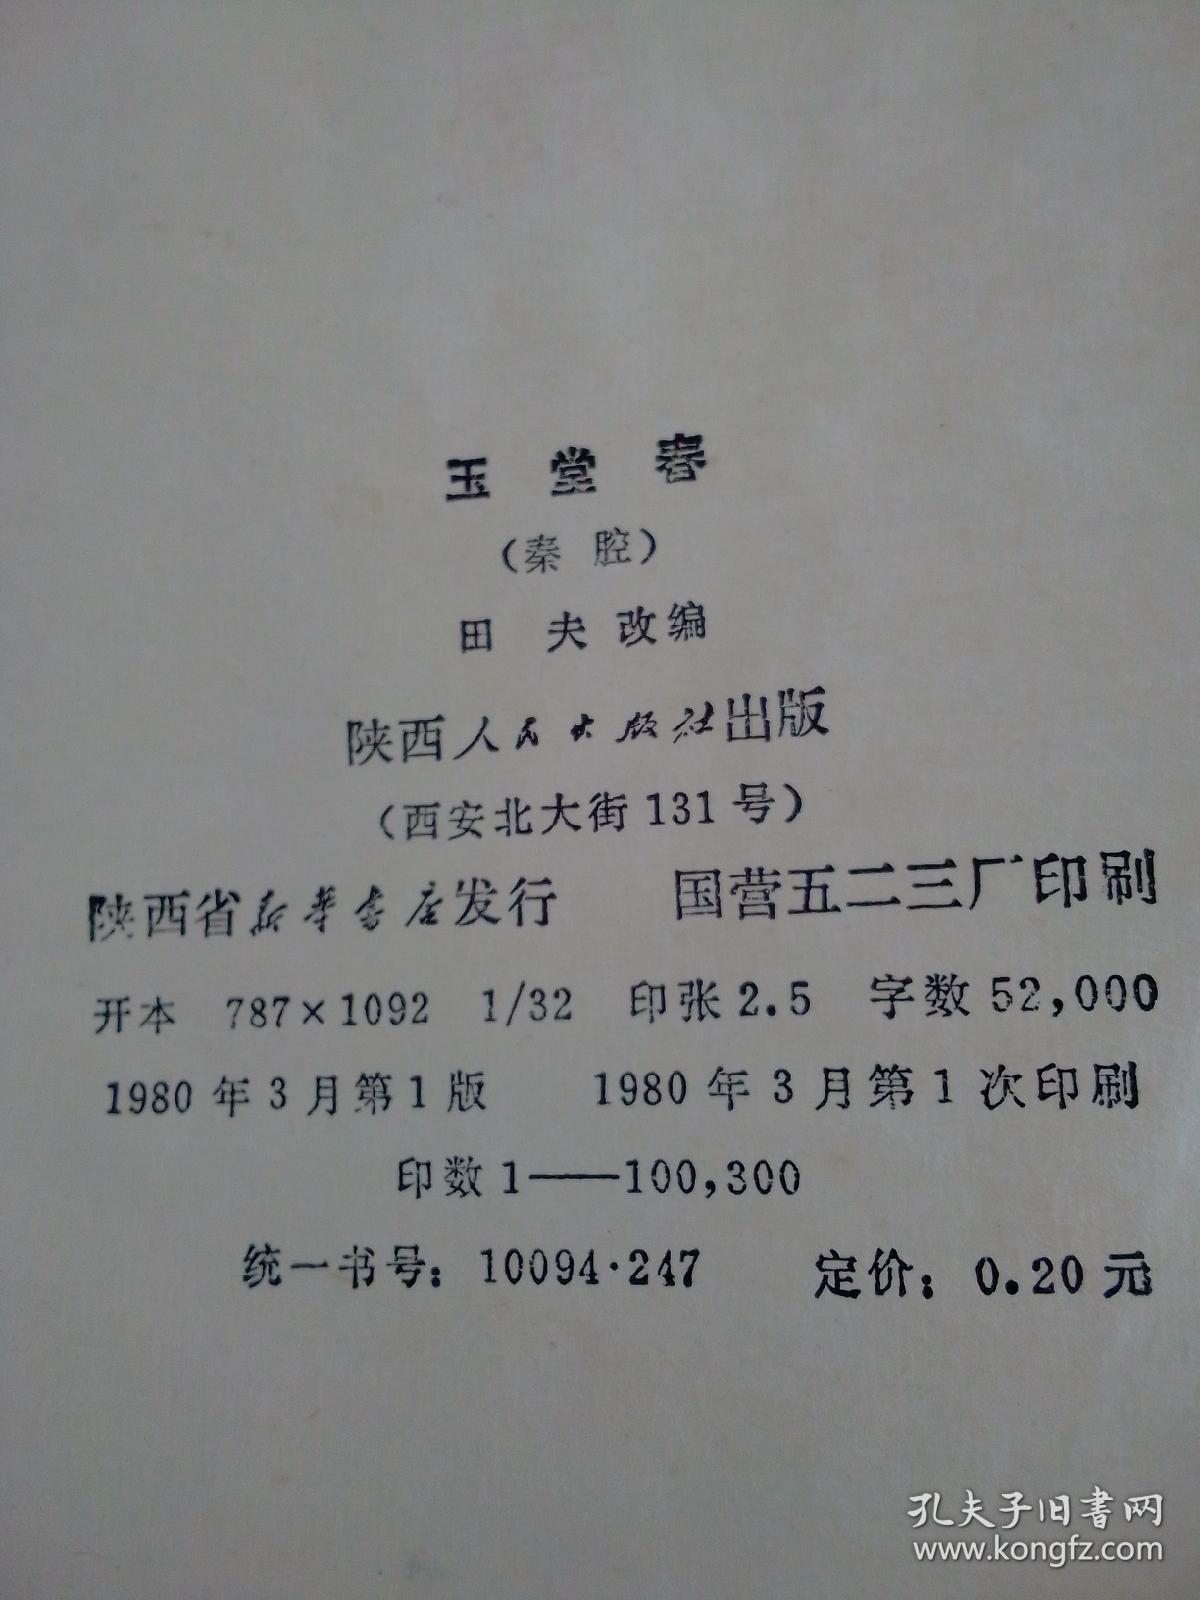 玉堂春
（秦 腔）
田 夫 改编
陕西人民出版社出版
（西安北大街131号）
陕西省新华书店发行 国营五二三厂印刷
开本 787×1092 1/32 印张2.5 字数52,000
1980年3月第1版 1980年3月第1次印刷
印数1——100,300
统一书号：10094·247 定价：0.20元
孔夫子旧书网
www.kongfz.com